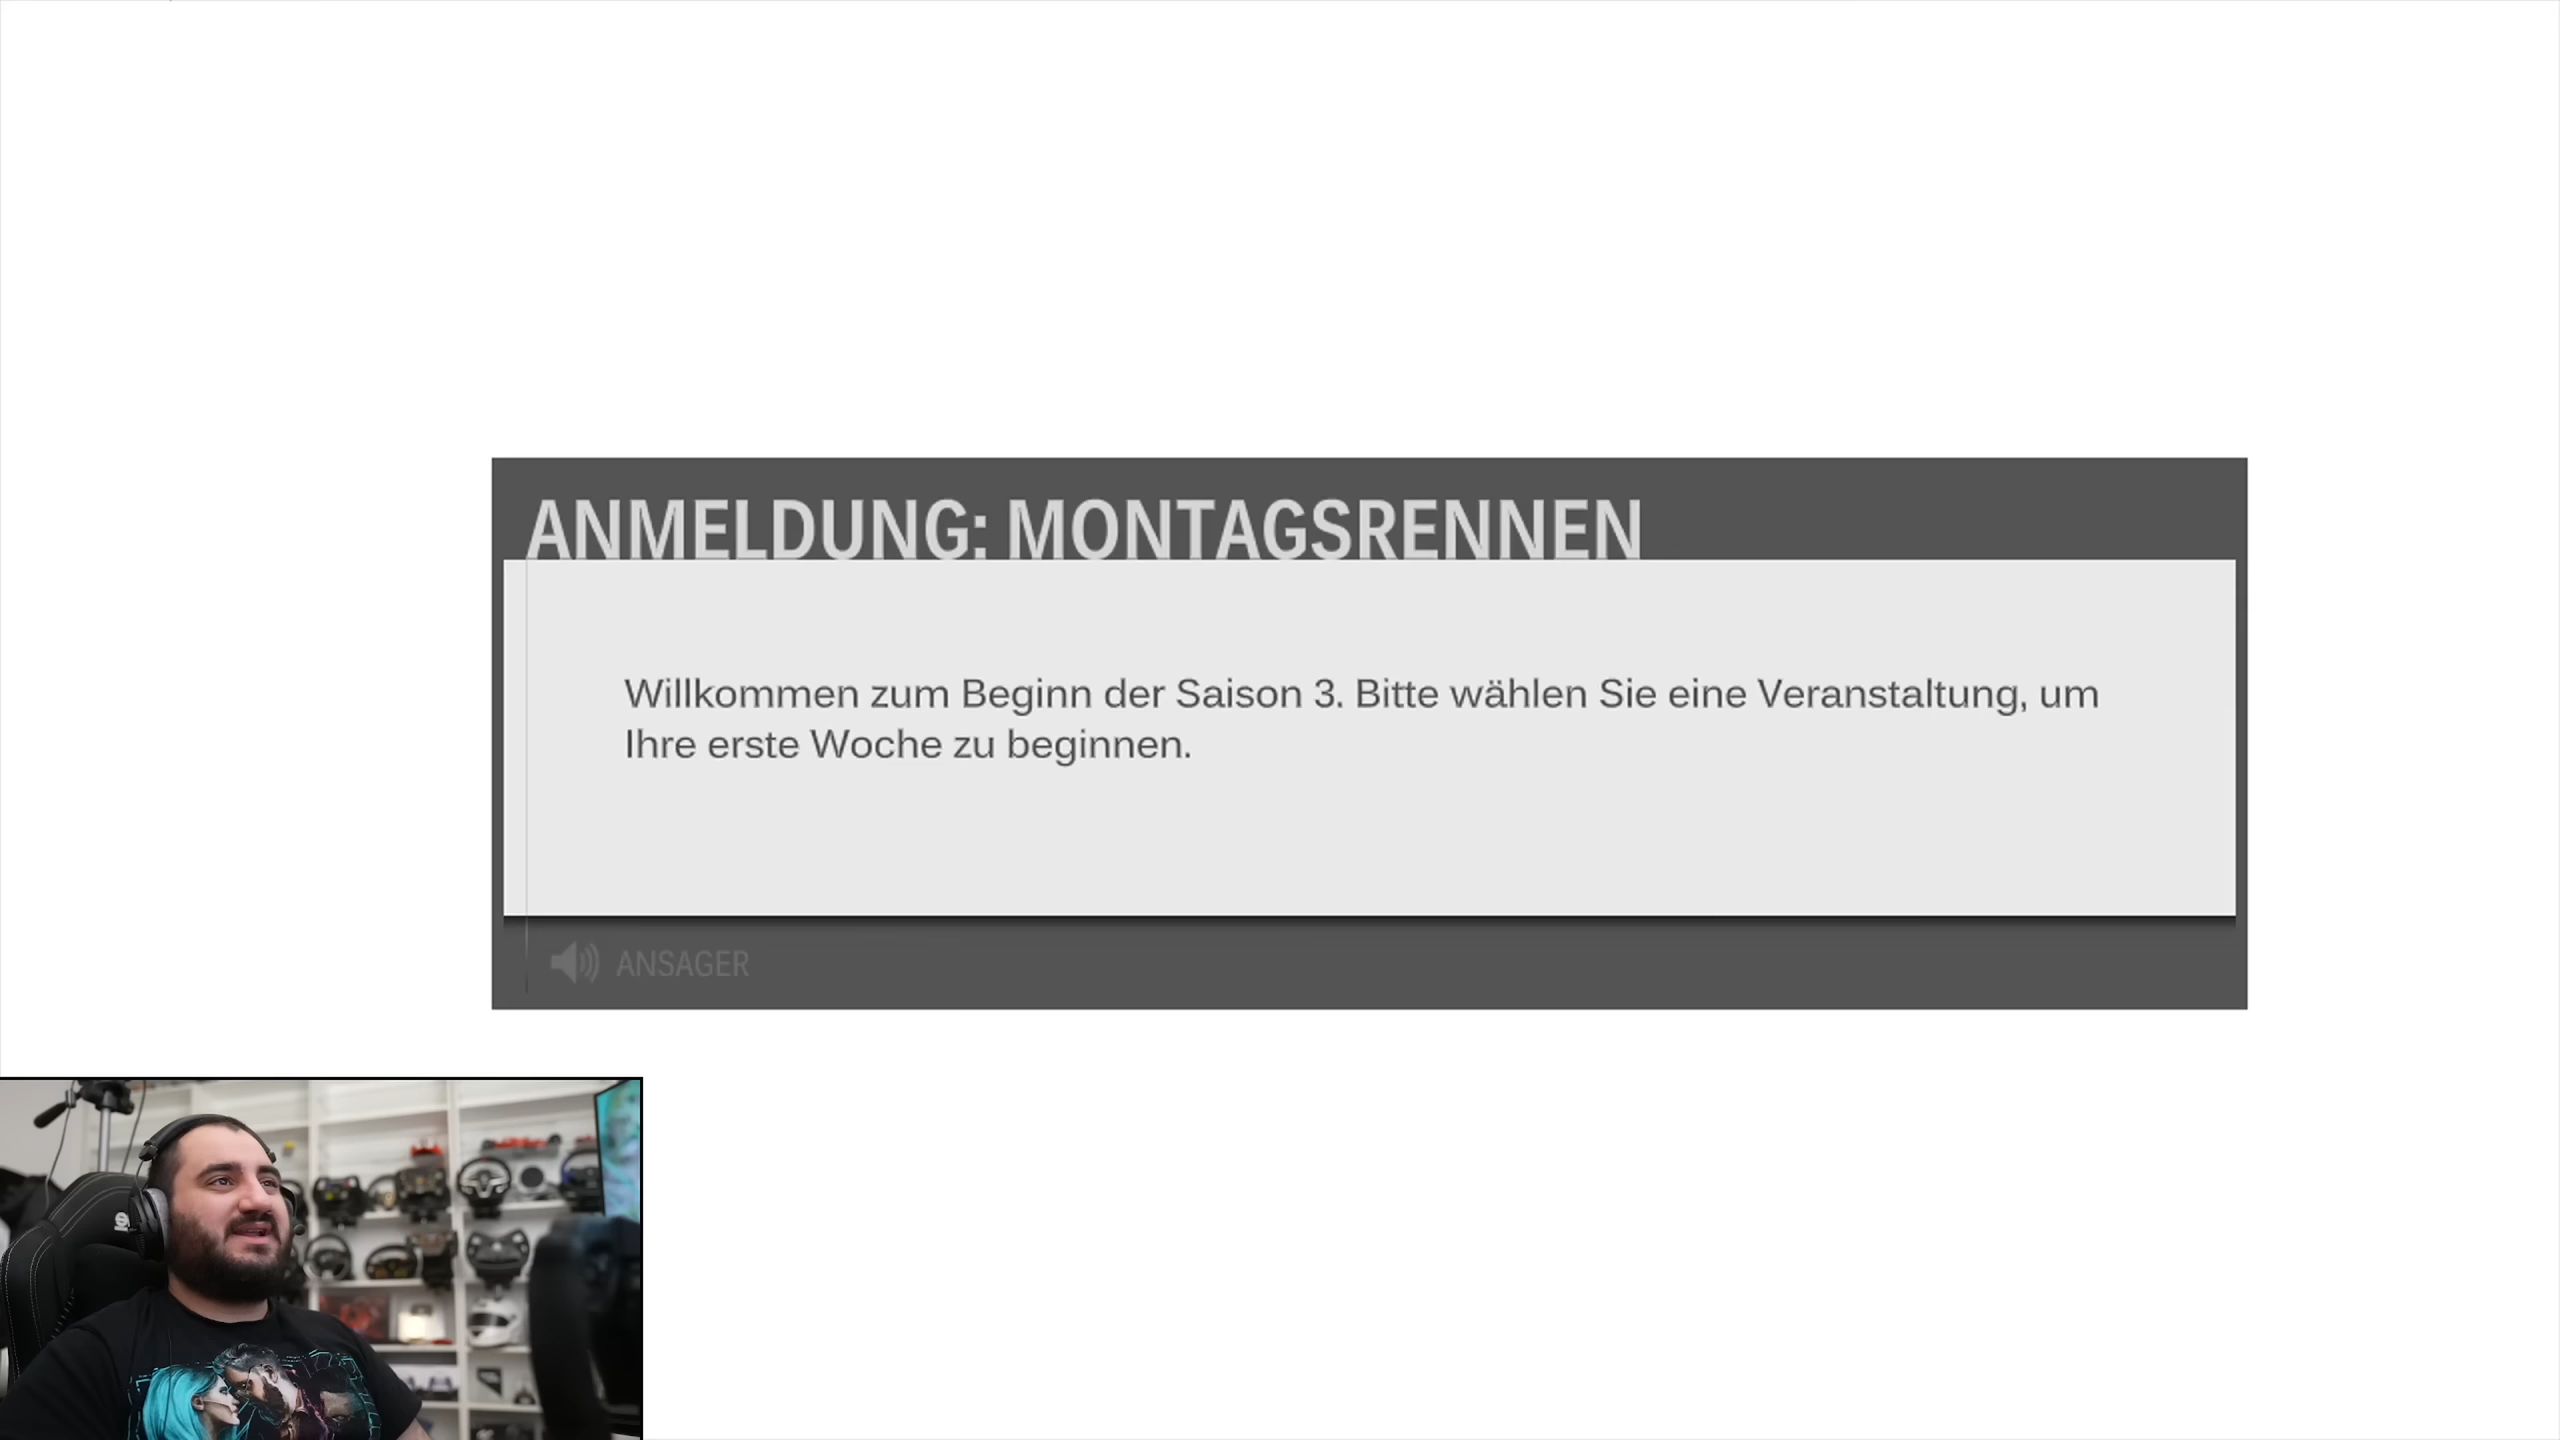 ANMELDUNG: MONTAGSRENNEN
Willkommen zum Beginn der Saison 3. Bitte wählen Sie eine Veranstaltung, um
Ihre erste Woche zu beginnen.
ANSAGER